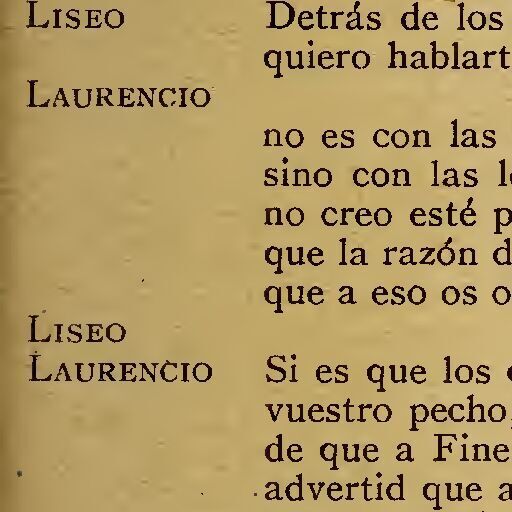 LISEO Detrás de los
quiero hablart
LAURENCIO
no es con las
sino con las
no creo esté
que la razón
que a eso os
LISEO
LAURENCIO Si es que los
vuestro pecho,
de que a Fine
advertid que